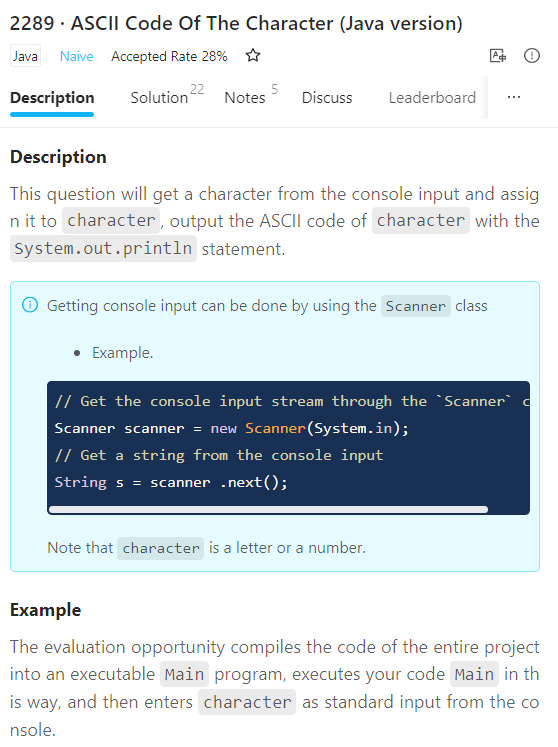 2289 · ASCII Code Of The Character (Java version)
Java Naive Accepted Rate 28%
Description Solution 22 Notes 5 Discuss Leaderboard ...
Description
This question will get a character from the console input and assig
n it to character , output the ASCII code of character with the
System.out.println statement.
Getting console input can be done by using the Scanner class
• Example.
// Get the console input stream through the `Scanner` c
Scanner scanner = new Scanner(System.in);
// Get a string from the console input
String s = scanner .next();
Note that character is a letter or a number.
Example
The evaluation opportunity compiles the code of the entire project
into an executable Main program, executes your code Main in th
is way, and then enters character as standard input from the co
nsole.